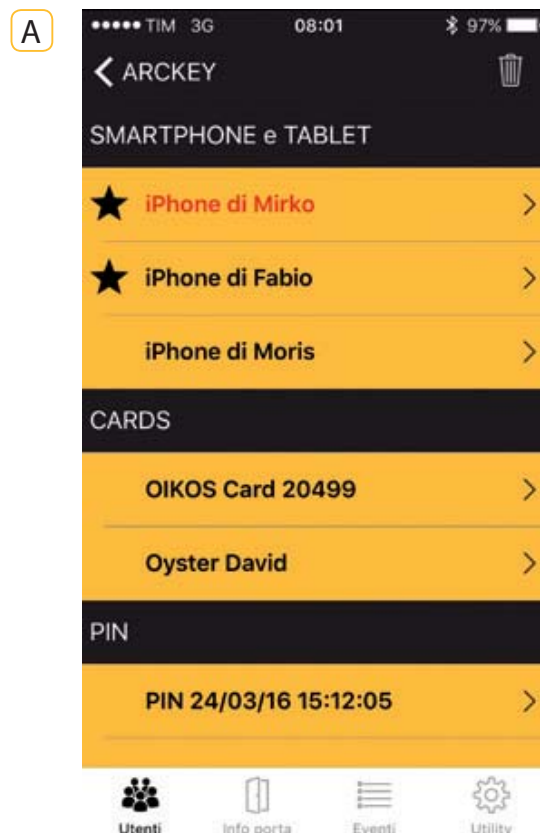 A
TIM 3G 08:01 97%
ARCKEY
SMARTPHONE e TABLET
iPhone di Mirko
iPhone di Fabio
iPhone di Moris
CARDS
OIKOS Card 20499
Oyster David
PIN
PIN 24/03/16 15:12:05
Utenti Info porta Eventi Utility